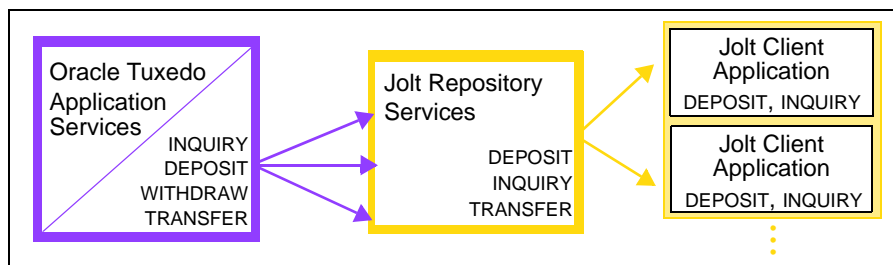 Oracle Tuxedo
Application
Services
INQUIRY
DEPOSIT
WITHDRAW
TRANSFER
Jolt Repository
Services
DEPOSIT
INQUIRY
TRANSFER
Jolt Client
Application
DEPOSIT, INQUIRY
Jolt Client
Application
DEPOSIT, INQUIRY